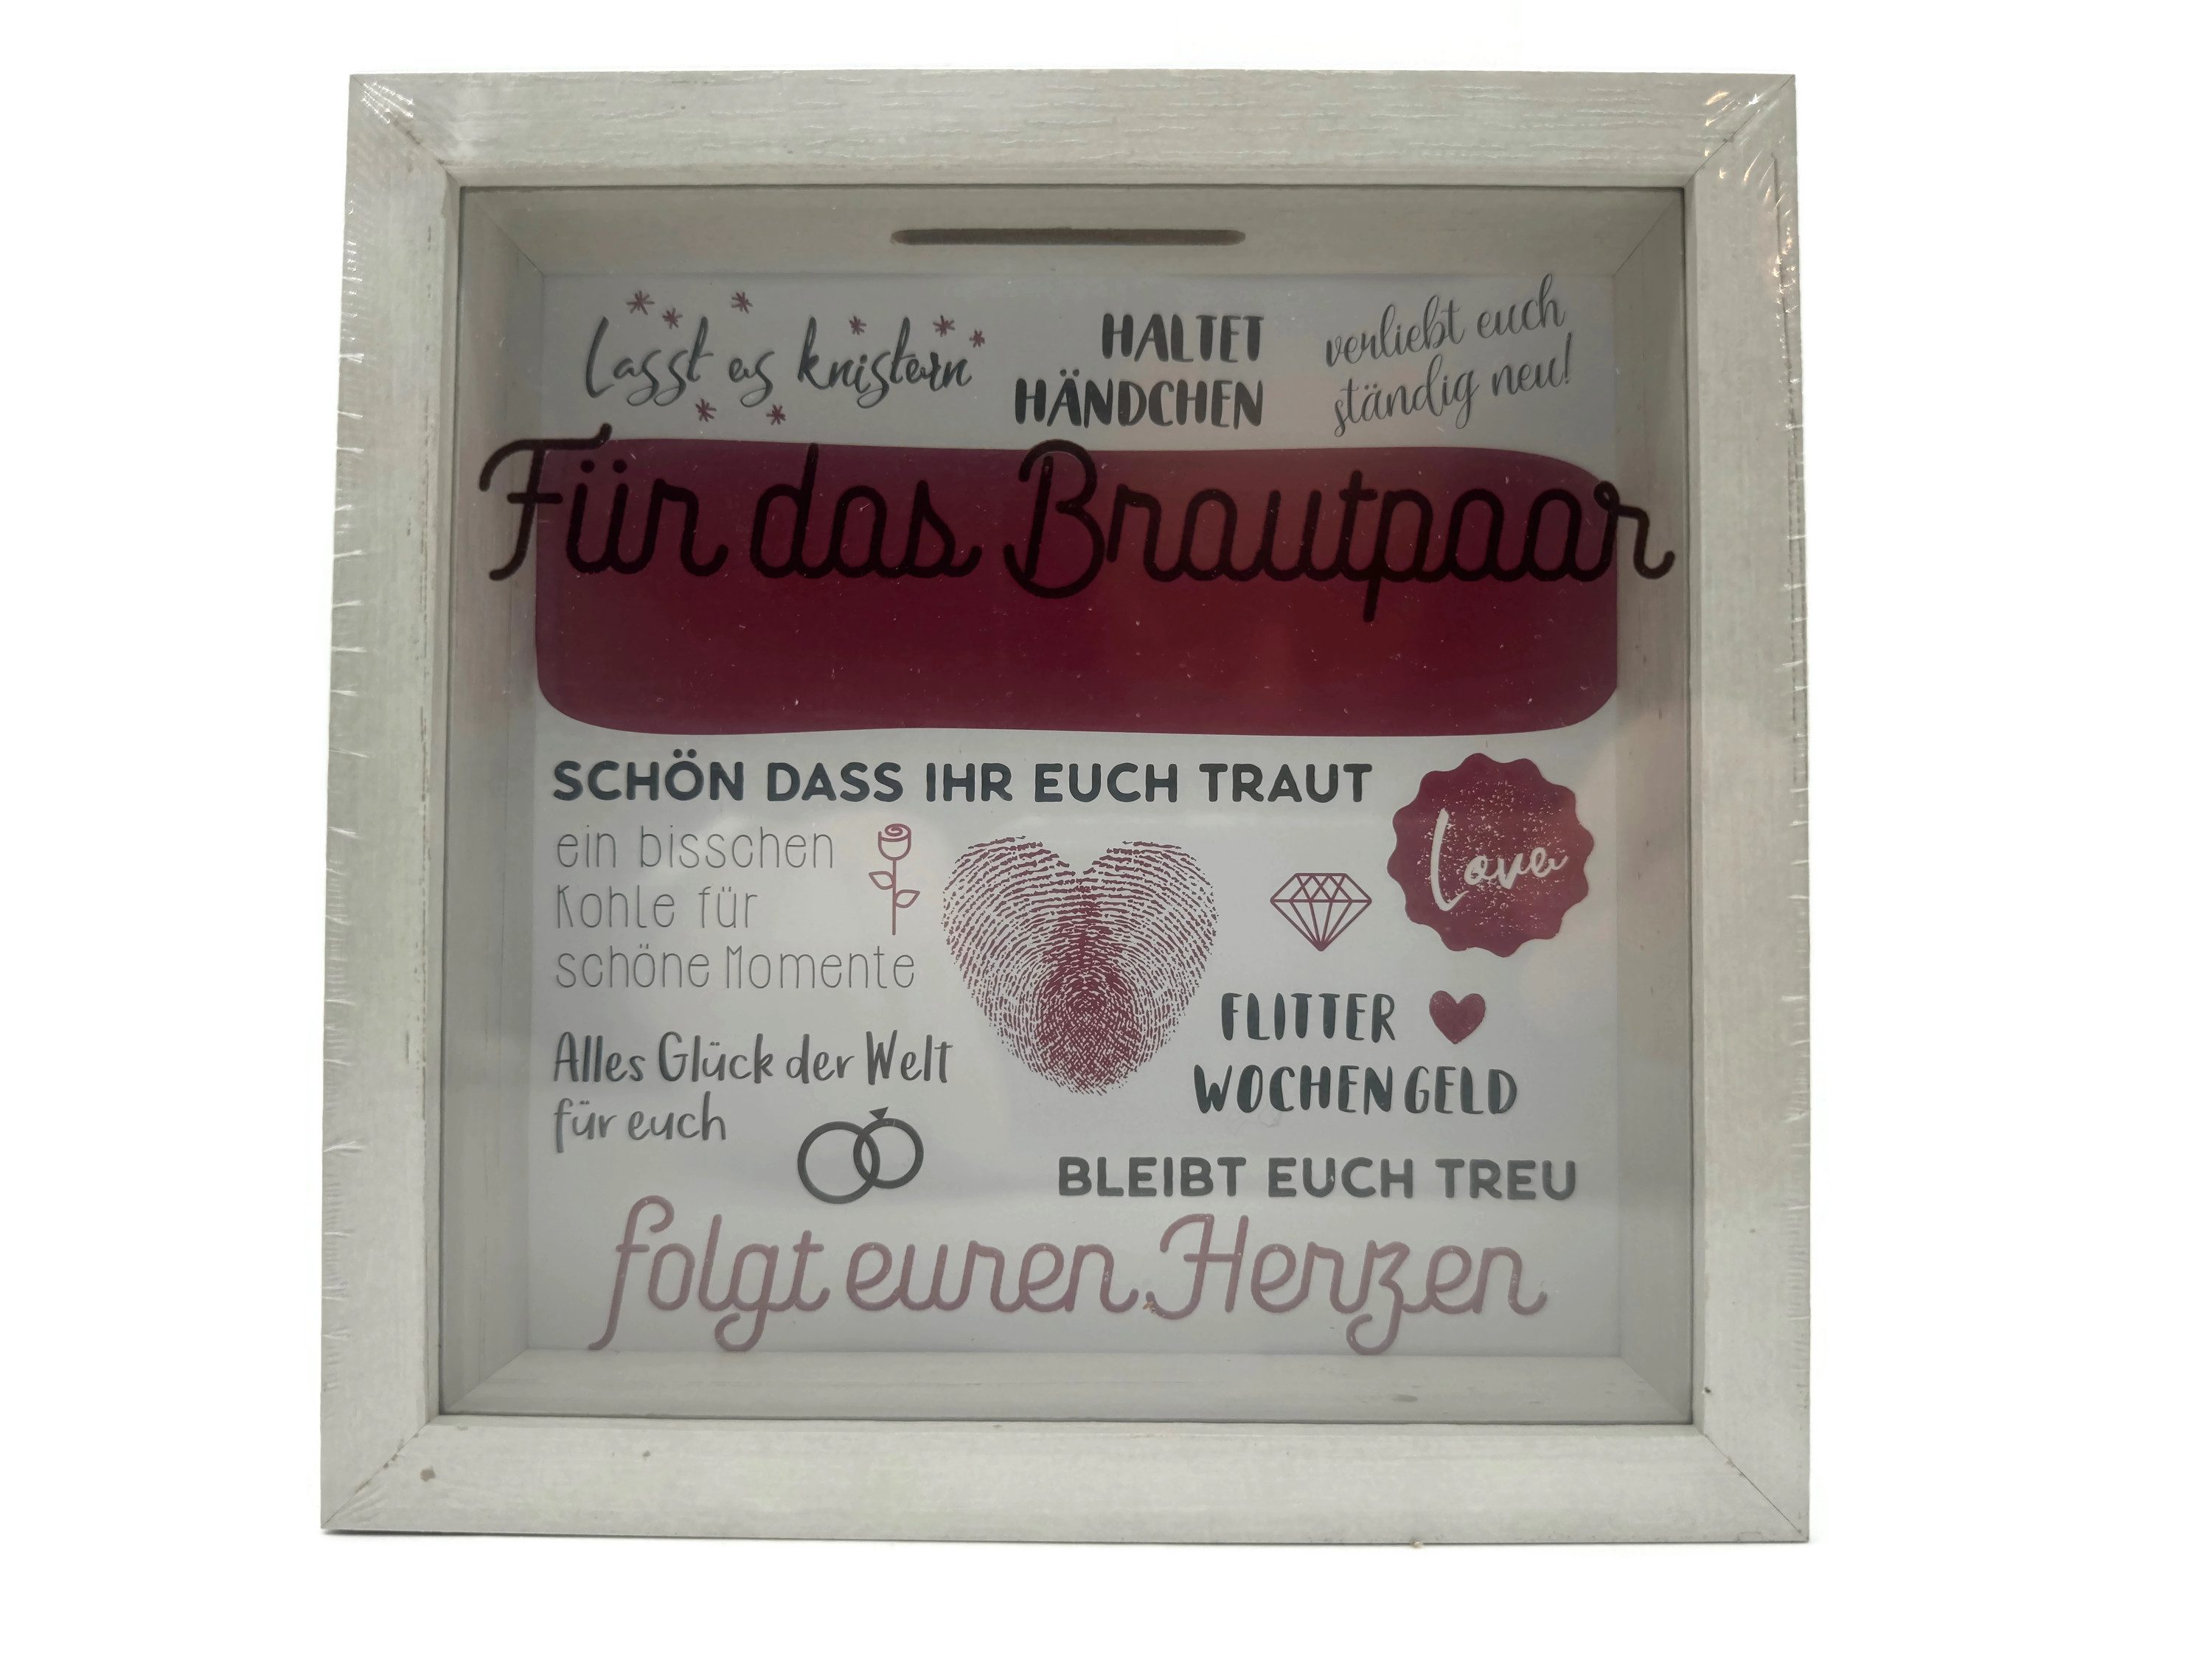 Lasst es knistern
HALTET
HÄNDCHEN
verliebt euch
ständig neu!
Für das Brautpaar
SCHÖN DASS IHR EUCH TRAUT
ein bisschen
Kohle für
schöne Momente
Love
FLITTER
WOCHENGELD
Alles Glück der Welt
für euch
BLEIBT EUCH TREU
folgt euren Herzen